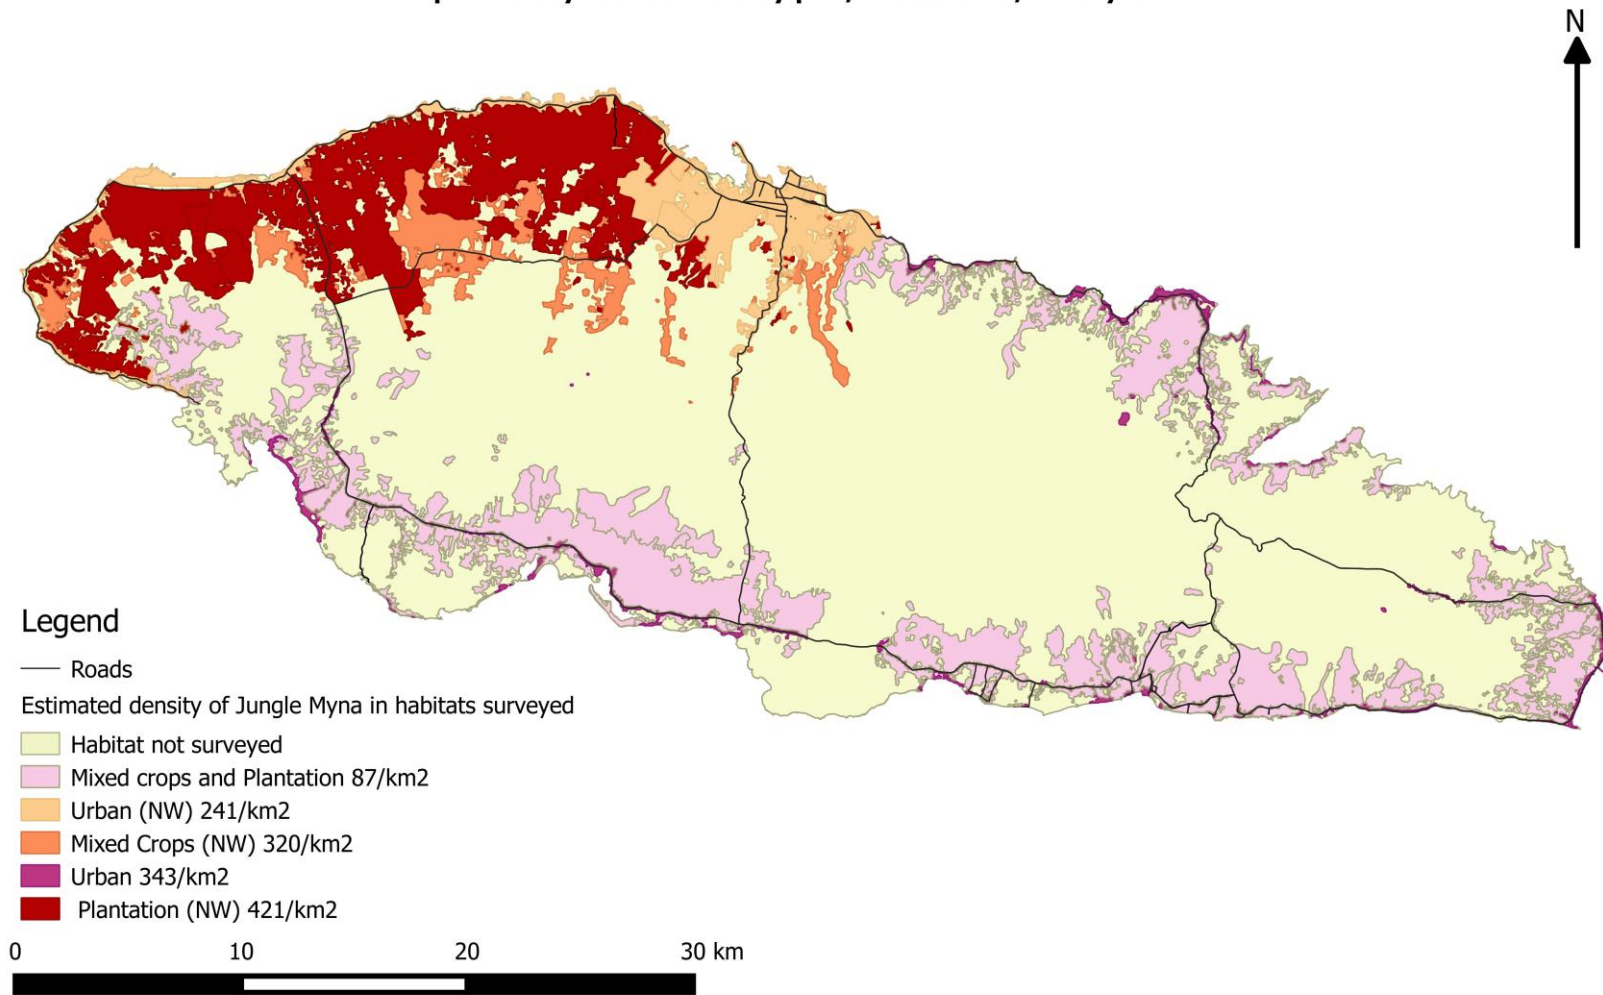 N
Legend
Roads
Estimated density of Jungle Myna in habitats surveyed
Habitat not surveyed
Mixed crops and Plantation 87/km2
Urban (NW) 241/km2
Mixed Crops (NW) 320/km2
Urban 343/km2
Plantation (NW) 421/km2
0 10 20 30 km